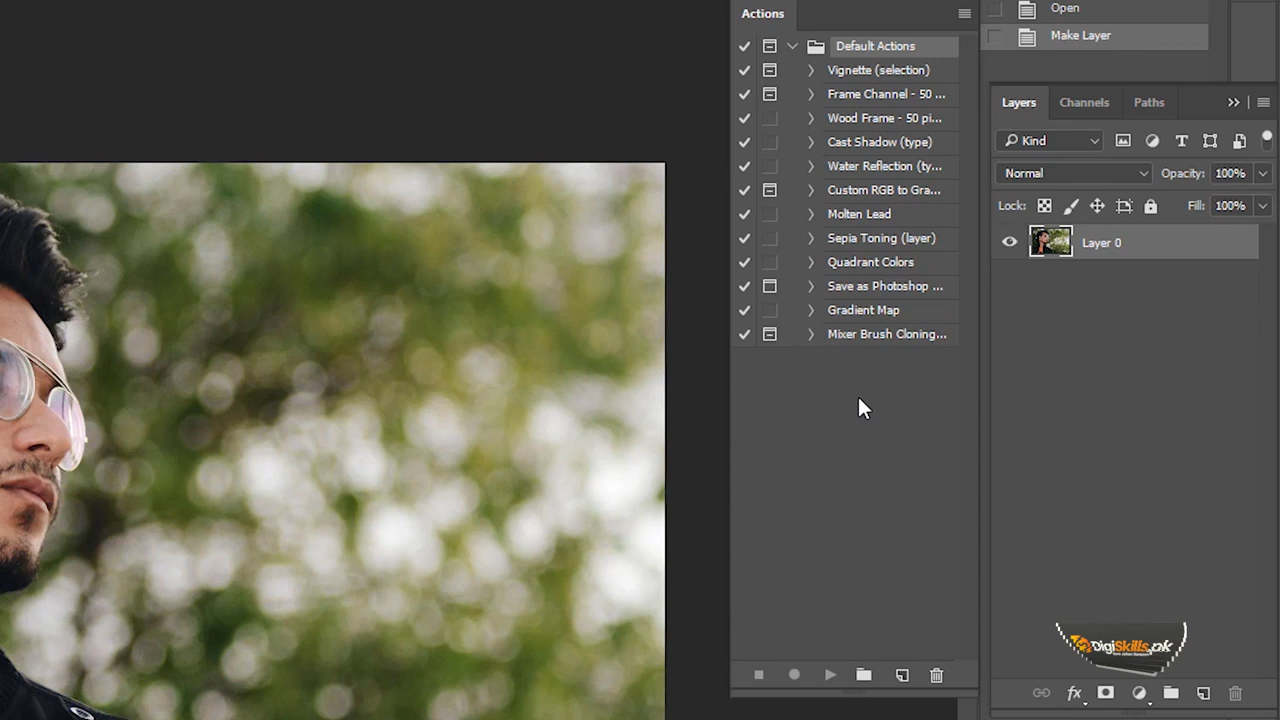 Actions
Default Actions
Vignette (selection)
Frame Channel - 50 ...
Wood Frame - 50 pi...
Cast Shadow (type)
Water Reflection (ty...
Custom RGB to Gra...
Molten Lead
Sepia Toning (layer)
Quadrant Colors
Save as Photoshop ...
Gradient Map
Mixer Brush Cloning...
Open
Make Layer
Layers Channels Paths
Kind
Normal Opacity: 100%
Lock: Fill: 100%
Layer 0
DigiSkills.pk